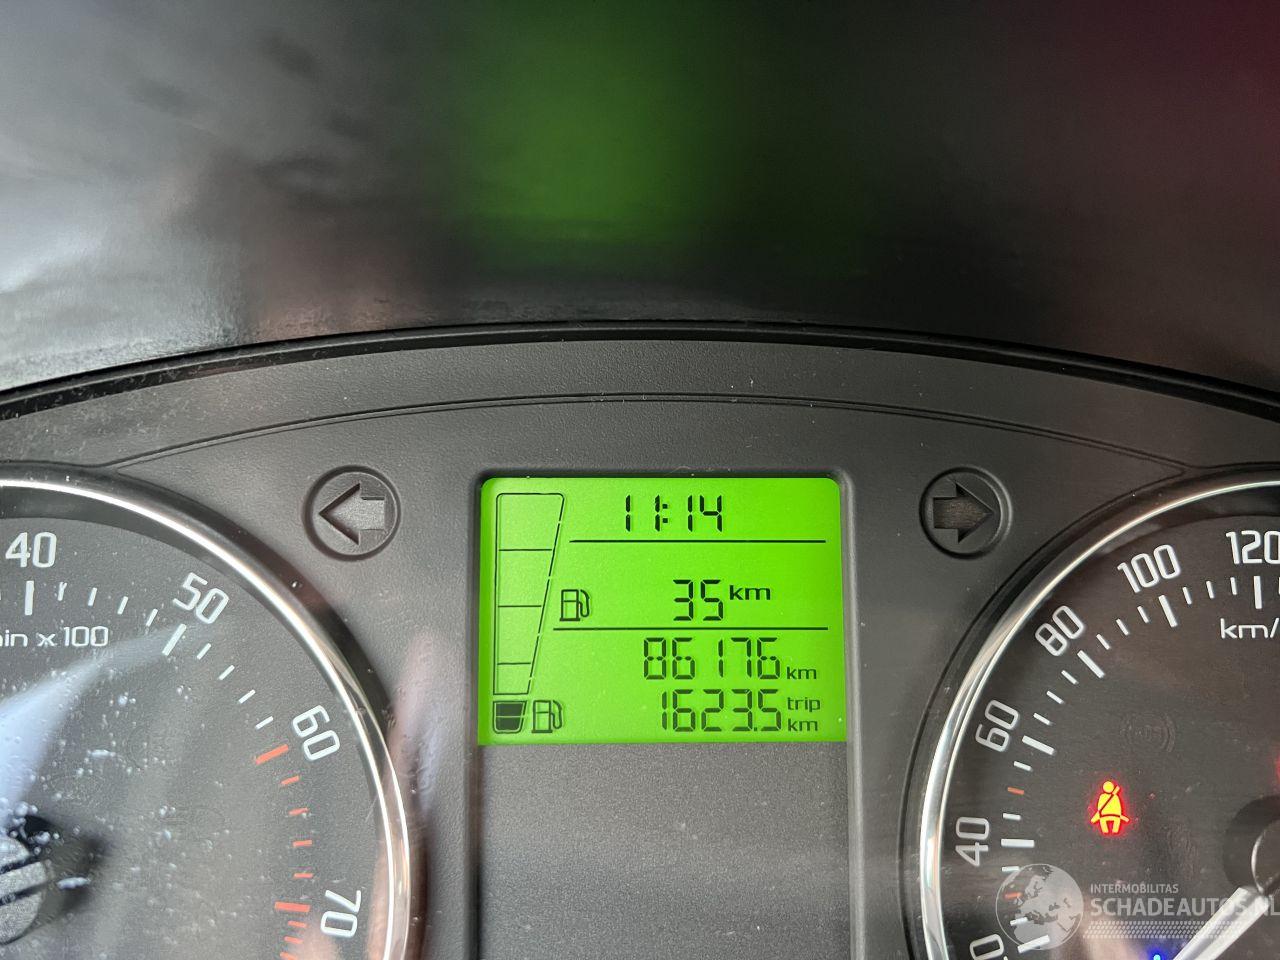 11:14
35 km
86176 km
1623.5 trip km
40
50
60
70
min x 100
40
60
80
100
120
km/
INTERMOBILITAS
SCHADEAUTOS.NL